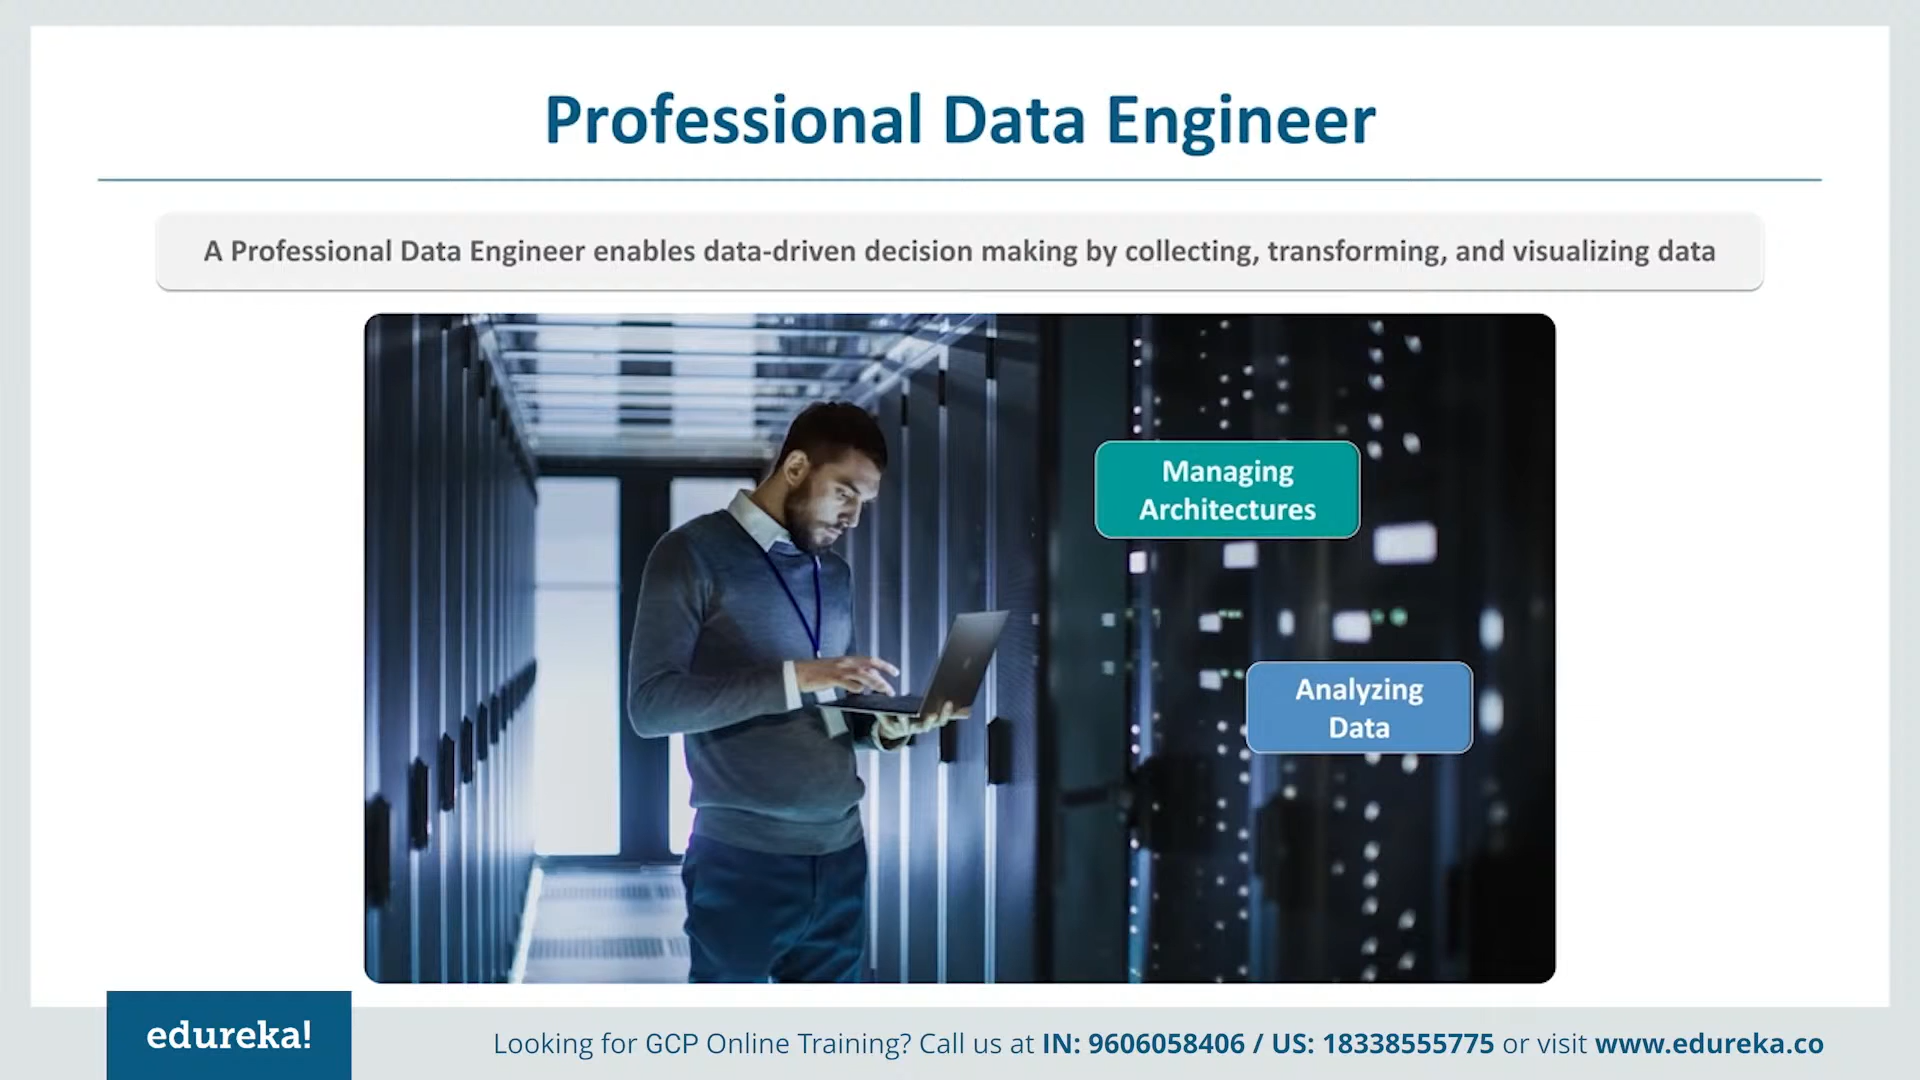 Professional Data Engineer
A Professional Data Engineer enables data-driven decision making by collecting, transforming, and visualizing data
Managing
Architectures
Analyzing
Data
edureka!
Looking for GCP Online Training? Call us at IN: 9606058406 / US: 18338555775 or visit www.edureka.co